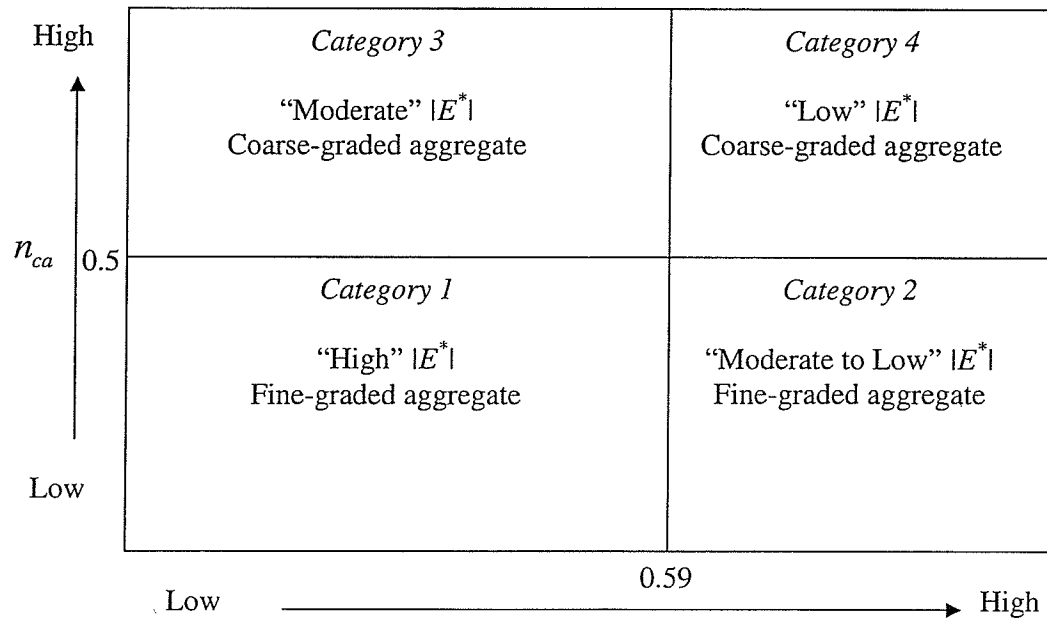 High
Category 3
Category 4
“Moderate” |E*|
“Low” |E*|
Coarse-graded aggregate
Coarse-graded aggregate
n_ca
0.5
Category 1
Category 2
“High” |E*|
“Moderate to Low” |E*|
Fine-graded aggregate
Fine-graded aggregate
Low
0.59
Low
High